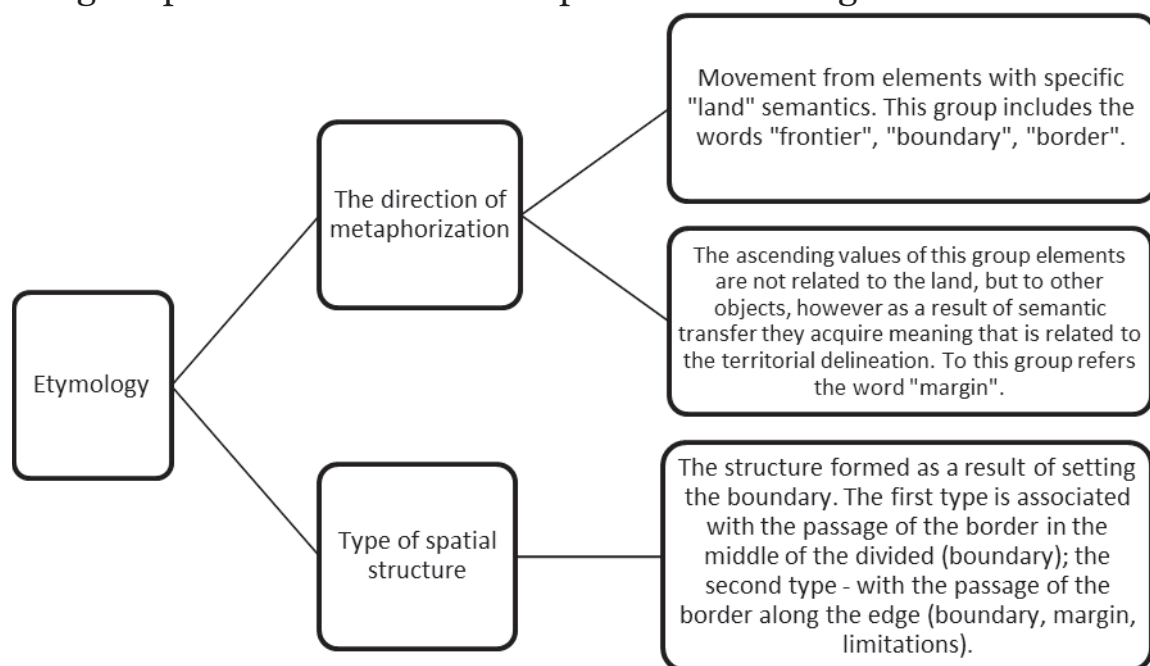 Etymology
The direction of
metaphorization
Movement from elements with specific
"land" semantics. This group includes the
words "frontier", "boundary", "border".
The ascending values of this group elements
are not related to the land, but to other
objects, however as a result of semantic
transfer they acquire meaning that is related to
the territorial delineation. To this group refers
the word "margin".
Type of spatial
structure
The structure formed as a result of setting
the boundary. The first type is associated
with the passage of the border in the
middle of the divided (boundary); the
second type - with the passage of the
border along the edge (boundary, margin,
limitations).